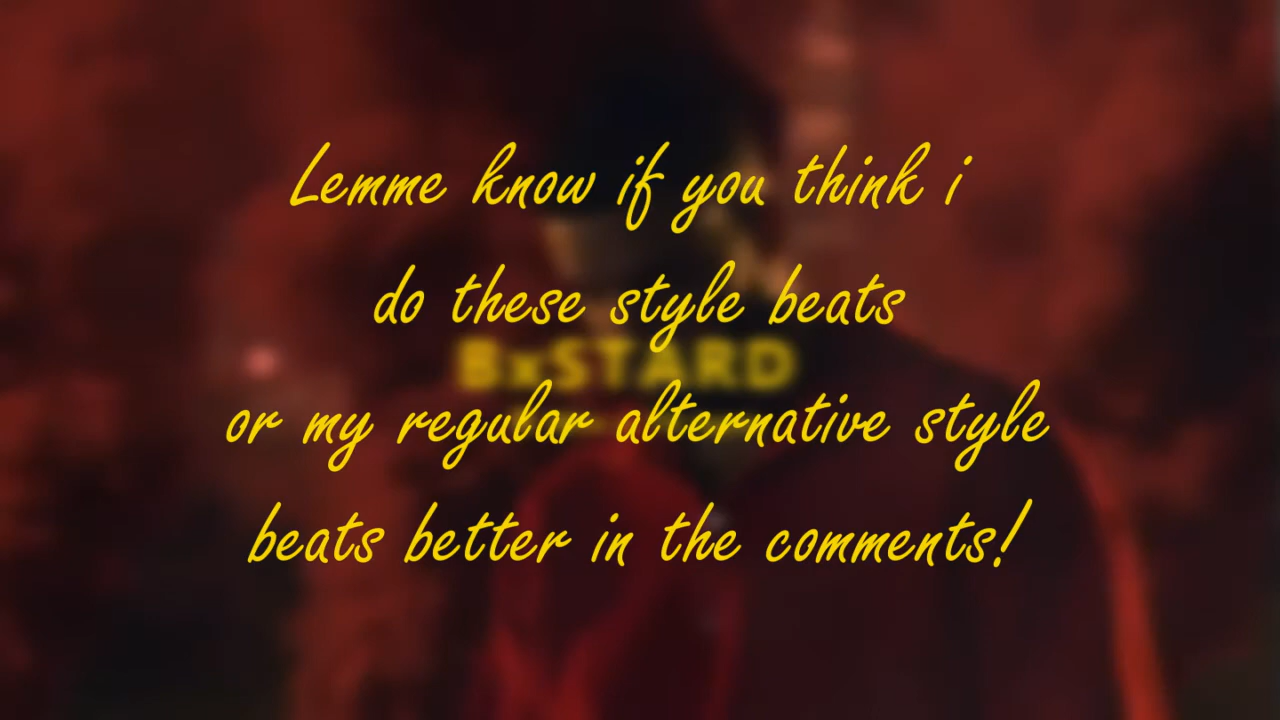 Lemme know if you think i
do these style beats
BxSTARD
or my regular alternative style
beats better in the comments!